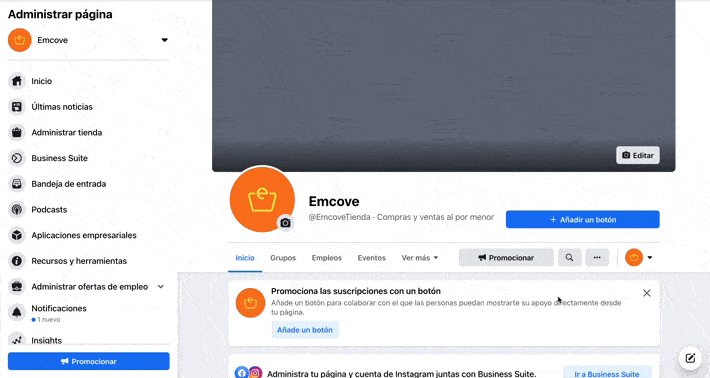 Administrar página
Emcove
Inicio
Últimas noticias
Administrar tienda
Business Suite
Bandeja de entrada
Podcasts
Aplicaciones empresariales
Recursos y herramientas
Administrar ofertas de empleo
Notificaciones
1 nuevo
Insights
Promocionar
Editar
Emcove
@EmcoveTienda · Compras y ventas al por menor
+ Añadir un botón
Inicio Grupos Empleos Eventos Ver más Promocionar
Promociona las suscripciones con un botón
Añade un botón para colaborar con el que las personas puedan mostrarte su apoyo directamente desde
tu página.
Añade un botón
Administra tu página y cuenta de Instagram juntas con Business Suite.
Ir a Business Suite